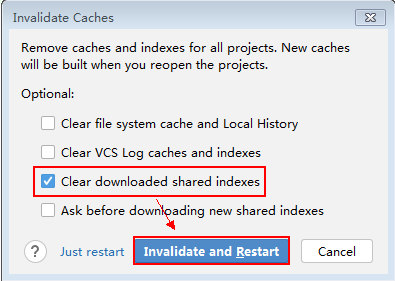 Invalidate Caches
Remove caches and indexes for all projects. New caches
will be built when you reopen the projects.
Optional:
Clear file system cache and Local History
Clear VCS Log caches and indexes
Clear downloaded shared indexes
Ask before downloading new shared indexes
? Just restart Invalidate and Restart Cancel